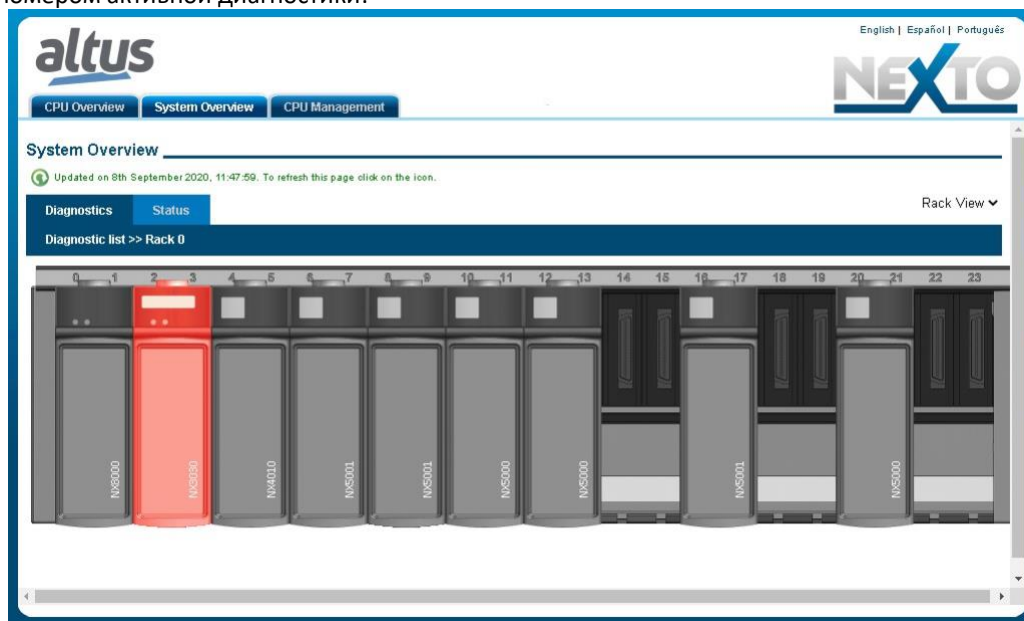 номером активной диагностики.
English | Español | Português
altus
NEXTO
CPU Overview System Overview CPU Management
System Overview
Updated on 8th September 2020, 11:47:59. To refresh this page click on the icon.
Diagnostics Status Rack View
Diagnostic list >> Rack 0
0 1 2 3 4 5 6 7 8 9 10 11 12 13 14 15 16 17 18 19 20 21 22 23
NX8000 NX3030 NX4010 NX5001 NX5001 NX5000 NX5000 NX5001 NX5000